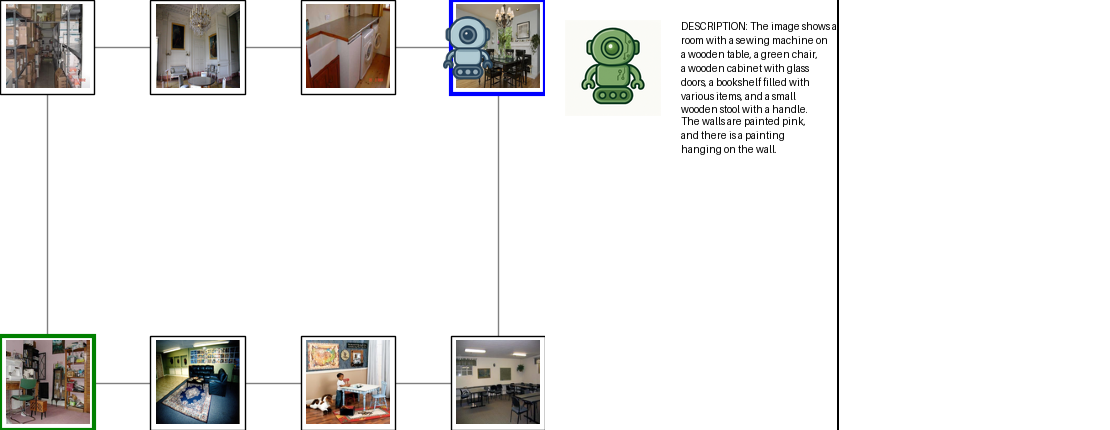 DESCRIPTION: The image shows a
room with a sewing machine on
a wooden table, a green chair,
a wooden cabinet with glass
doors, a bookshelf filled with
various items, and a small
wooden stool with a handle.
The walls are painted pink,
and there is a painting
hanging on the wall.